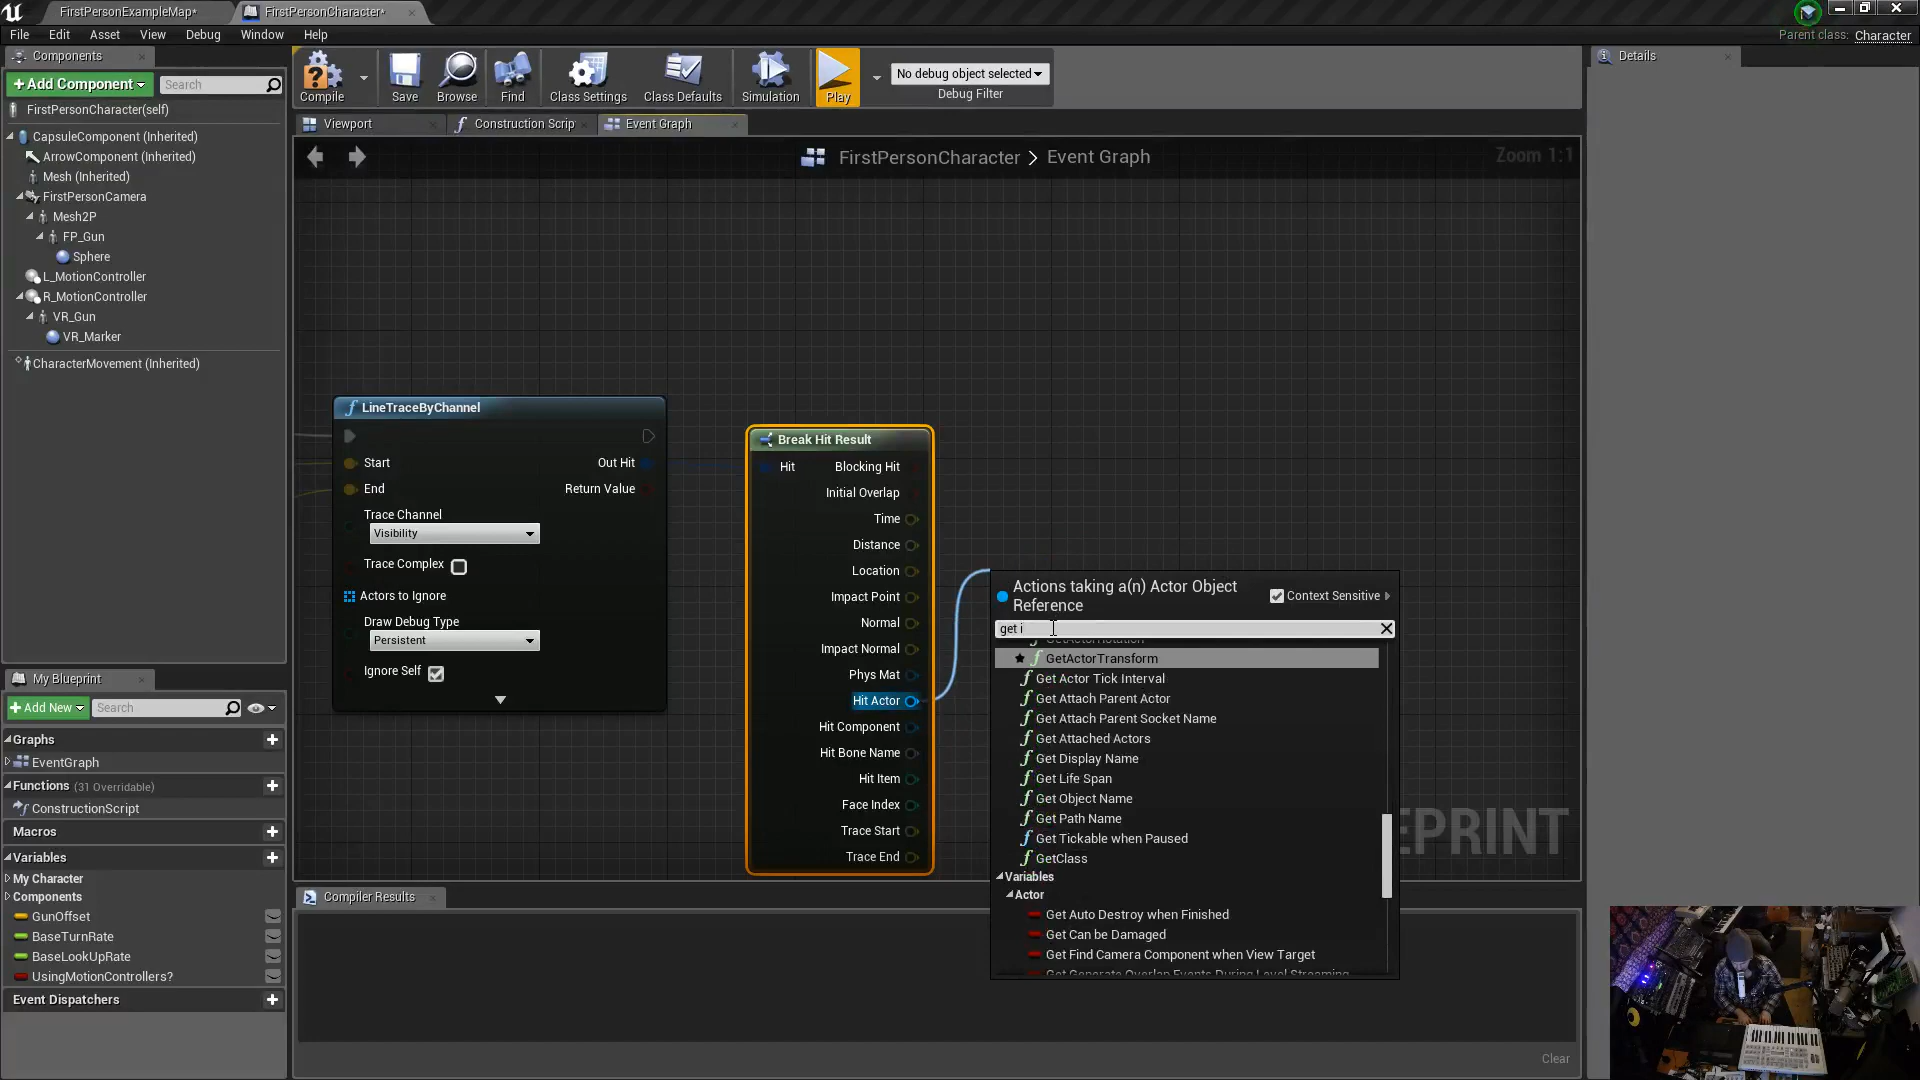 FirstPersonExampleMap*
FirstPersonCharacter*
File Edit Asset View Debug Window Help
Parent class: Character
Components
+Add Component
Search
FirstPersonCharacter(self)
CapsuleComponent (Inherited)
ArrowComponent (Inherited)
Mesh (Inherited)
FirstPersonCamera
Mesh2P
FP_Gun
Sphere
L_MotionController
R_MotionController
VR_Gun
VR_Marker
CharacterMovement (Inherited)
Compile Save Browse Find Class Settings Class Defaults Simulation Play
No debug object selected
Debug Filter
Viewport
Construction Scrip
Event Graph
FirstPersonCharacter > Event Graph
Zoom 1:1
Details
LineTraceByChannel
Start
End
Out Hit
Return Value
Trace Channel
Visibility
Trace Complex
Actors to Ignore
Draw Debug Type
Persistent
Ignore Self
Break Hit Result
Hit
Blocking Hit
Initial Overlap
Time
Distance
Location
Impact Point
Normal
Impact Normal
Phys Mat
Hit Actor
Hit Component
Hit Bone Name
Hit Item
Face Index
Trace Start
Trace End
Actions taking a(n) Actor Object
Reference
Context Sensitive
get i
GetActorRotation
GetActorTransform
Get Actor Tick Interval
Get Attach Parent Actor
Get Attach Parent Socket Name
Get Attached Actors
Get Display Name
Get Life Span
Get Object Name
Get Path Name
Get Tickable when Paused
GetClass
Variables
Actor
Get Auto Destroy when Finished
Get Can be Damaged
Get Find Camera Component when View Target
Get Generate Overlap Events During Level Streaming
EPRINT
My Blueprint
+Add New
Search
Graphs
EventGraph
Functions (31 Overridable)
ConstructionScript
Macros
Variables
My Character
Components
GunOffset
BaseTurnRate
BaseLookUpRate
UsingMotionControllers?
Event Dispatchers
Compiler Results
Clear